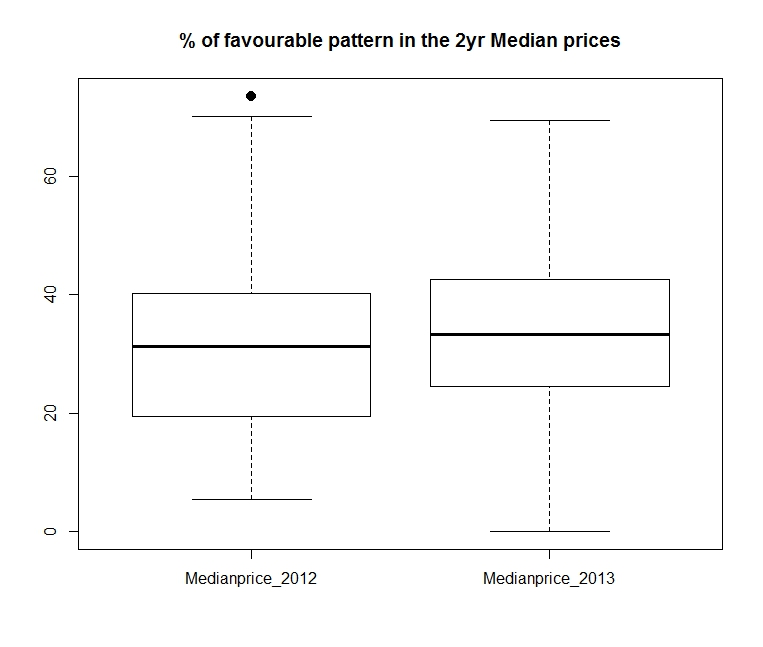 % of favourable pattern in the 2yr Median prices
60
40
20
0
Medianprice_2012
Medianprice_2013